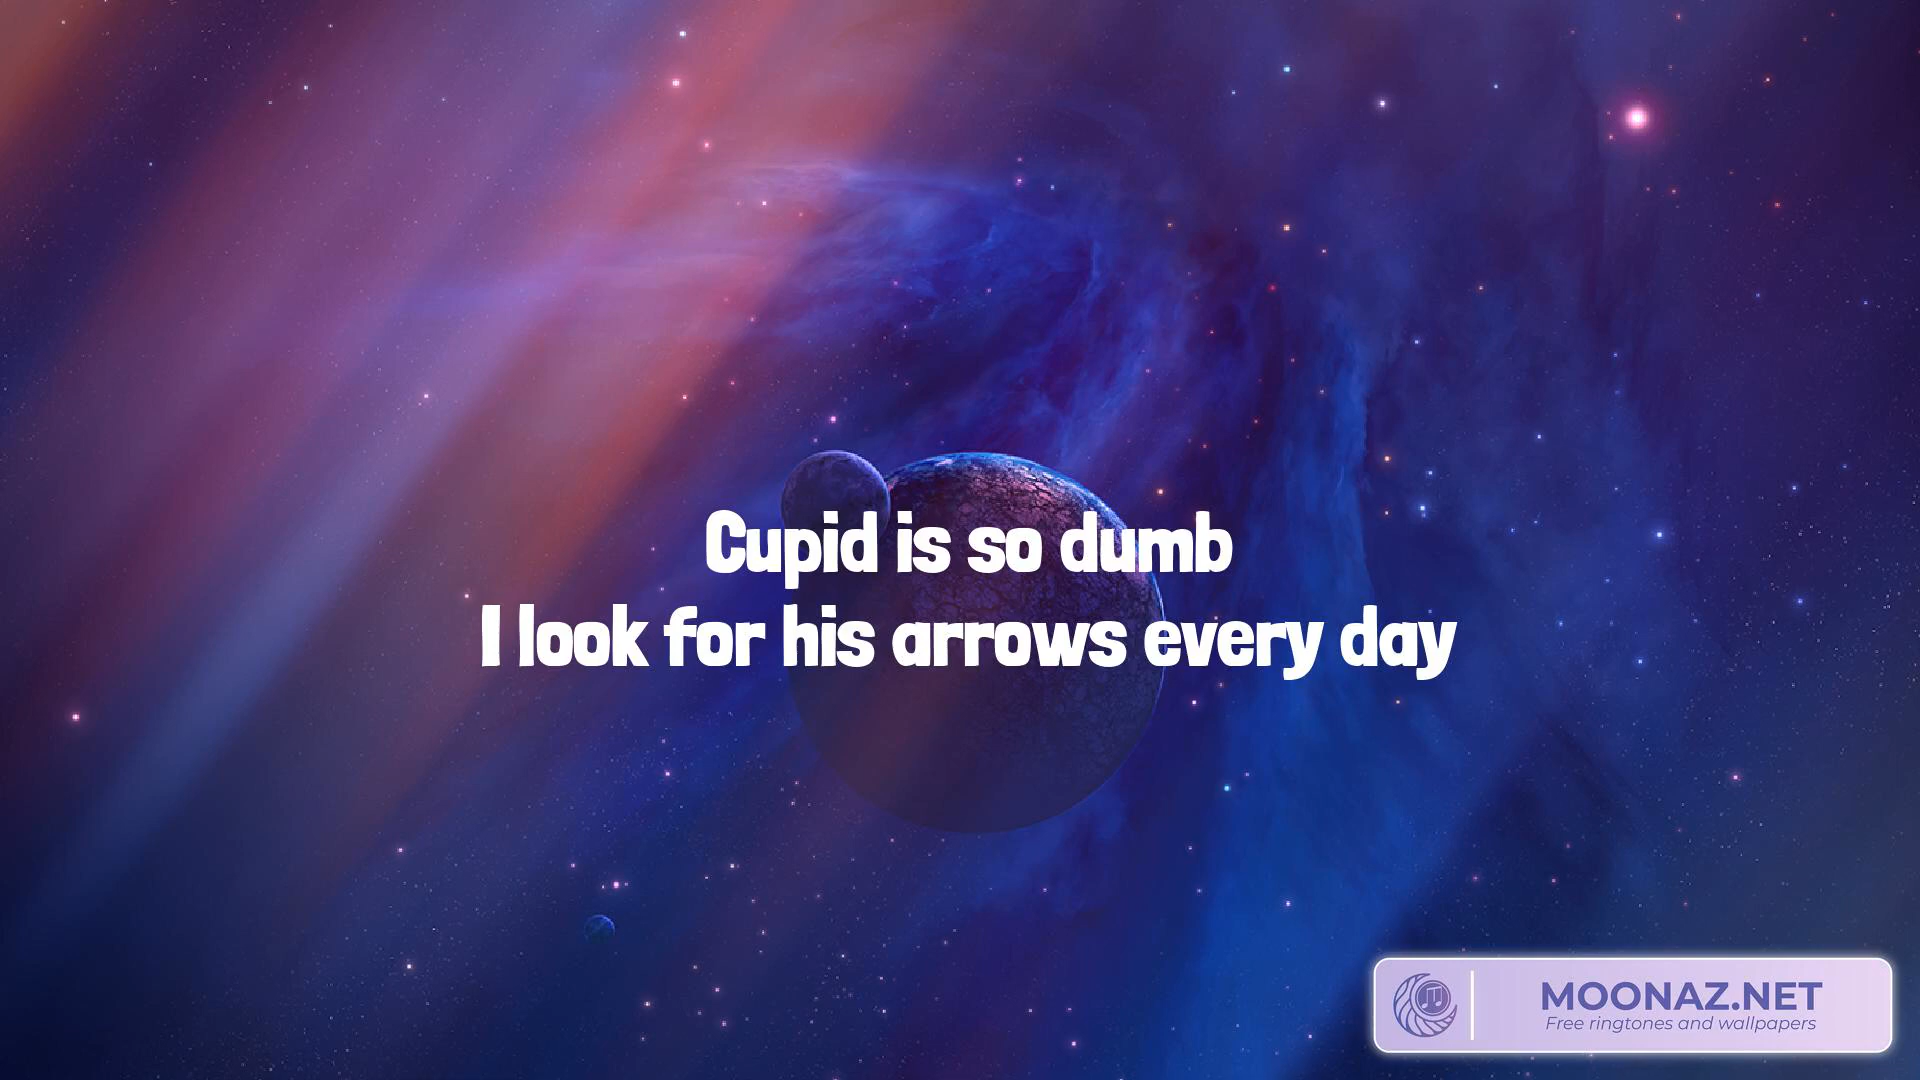 Cupid is so dumb
I look for his arrows every day
MOONAZ.NET
Free ringtones and wallpapers